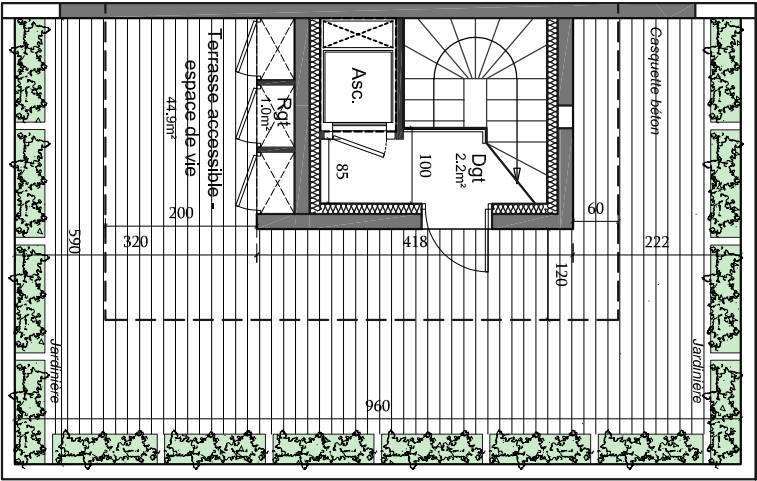 Terrasse accessible -
espace de vie
44.9m²
Rgt
1.0m²
Asc.
Dgt
2.2m²
Casquette béton
85
100
200
60
590
320
418
222
120
Jardinière
Jardinière
960